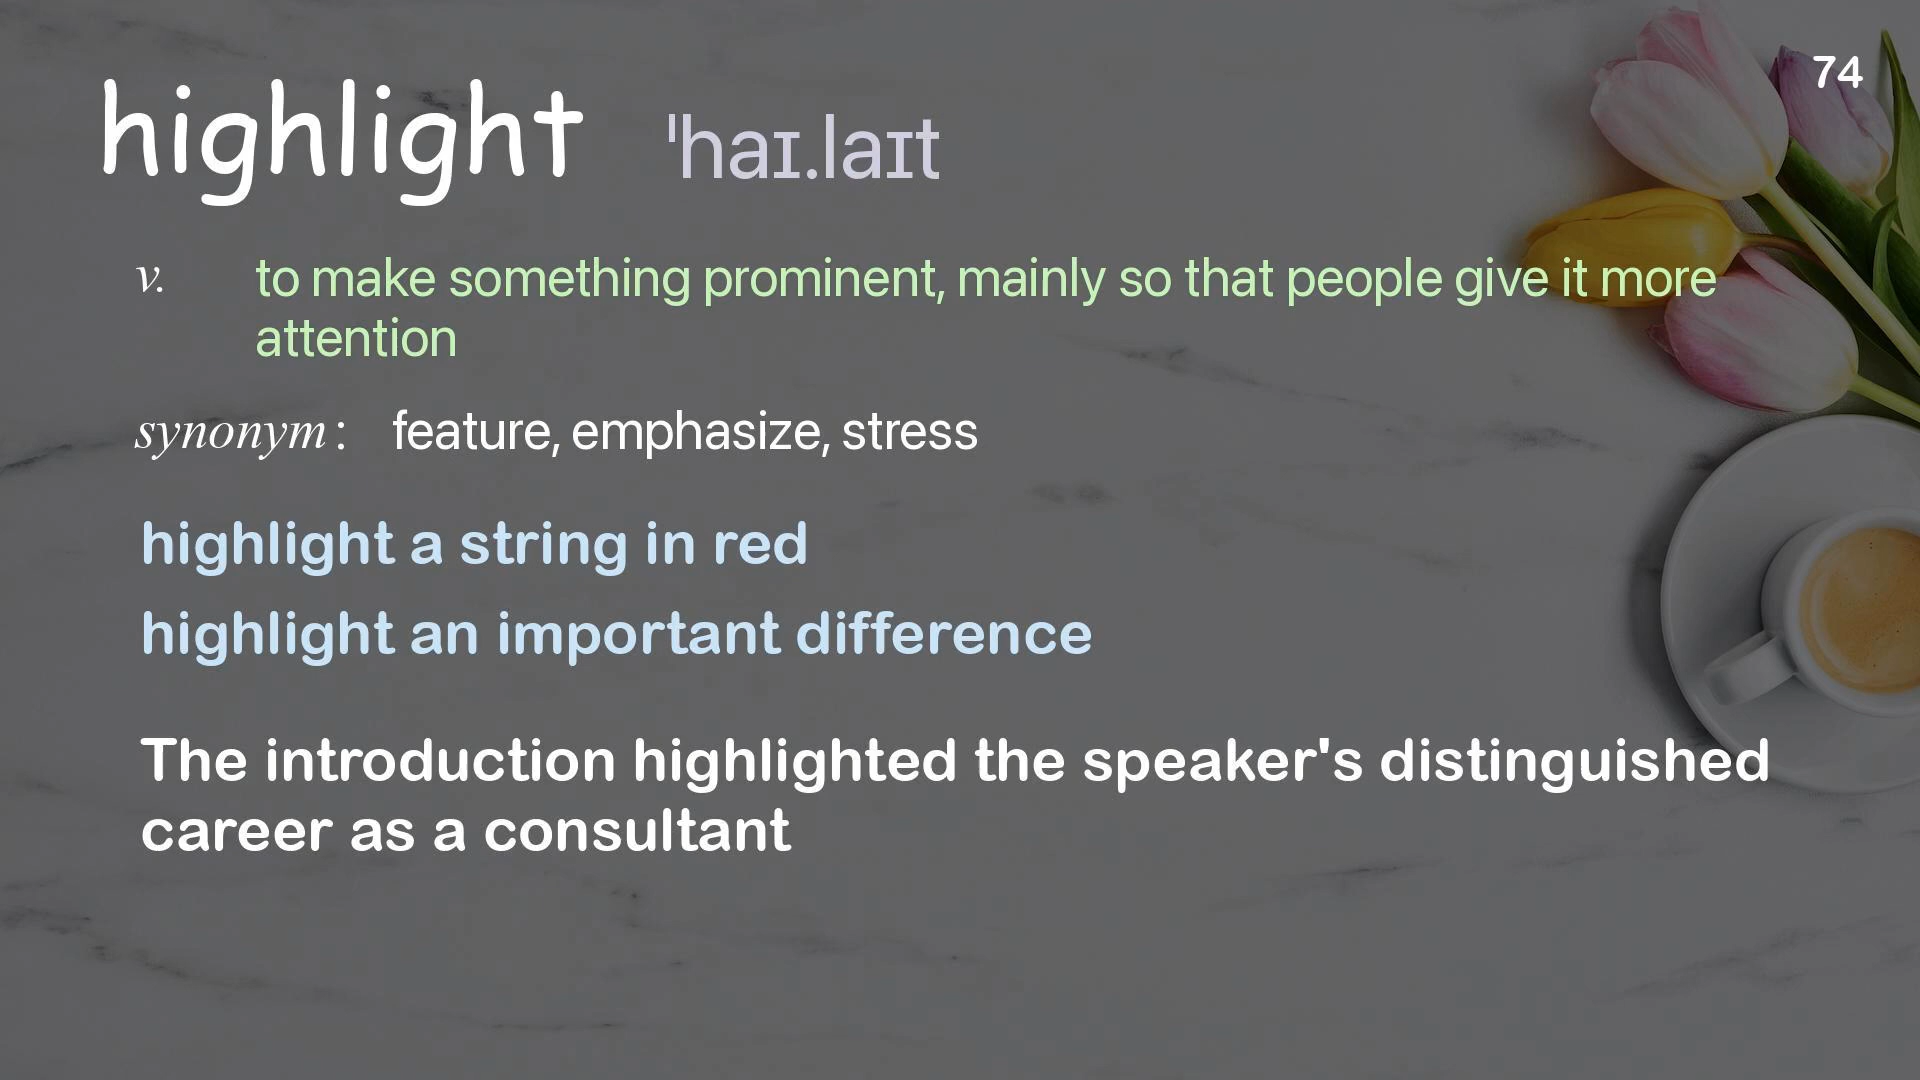 74
highlight ˈhaɪ.laɪt
v. to make something prominent, mainly so that people give it more
attention
synonym: feature, emphasize, stress
highlight a string in red
highlight an important difference
The introduction highlighted the speaker's distinguished
career as a consultant